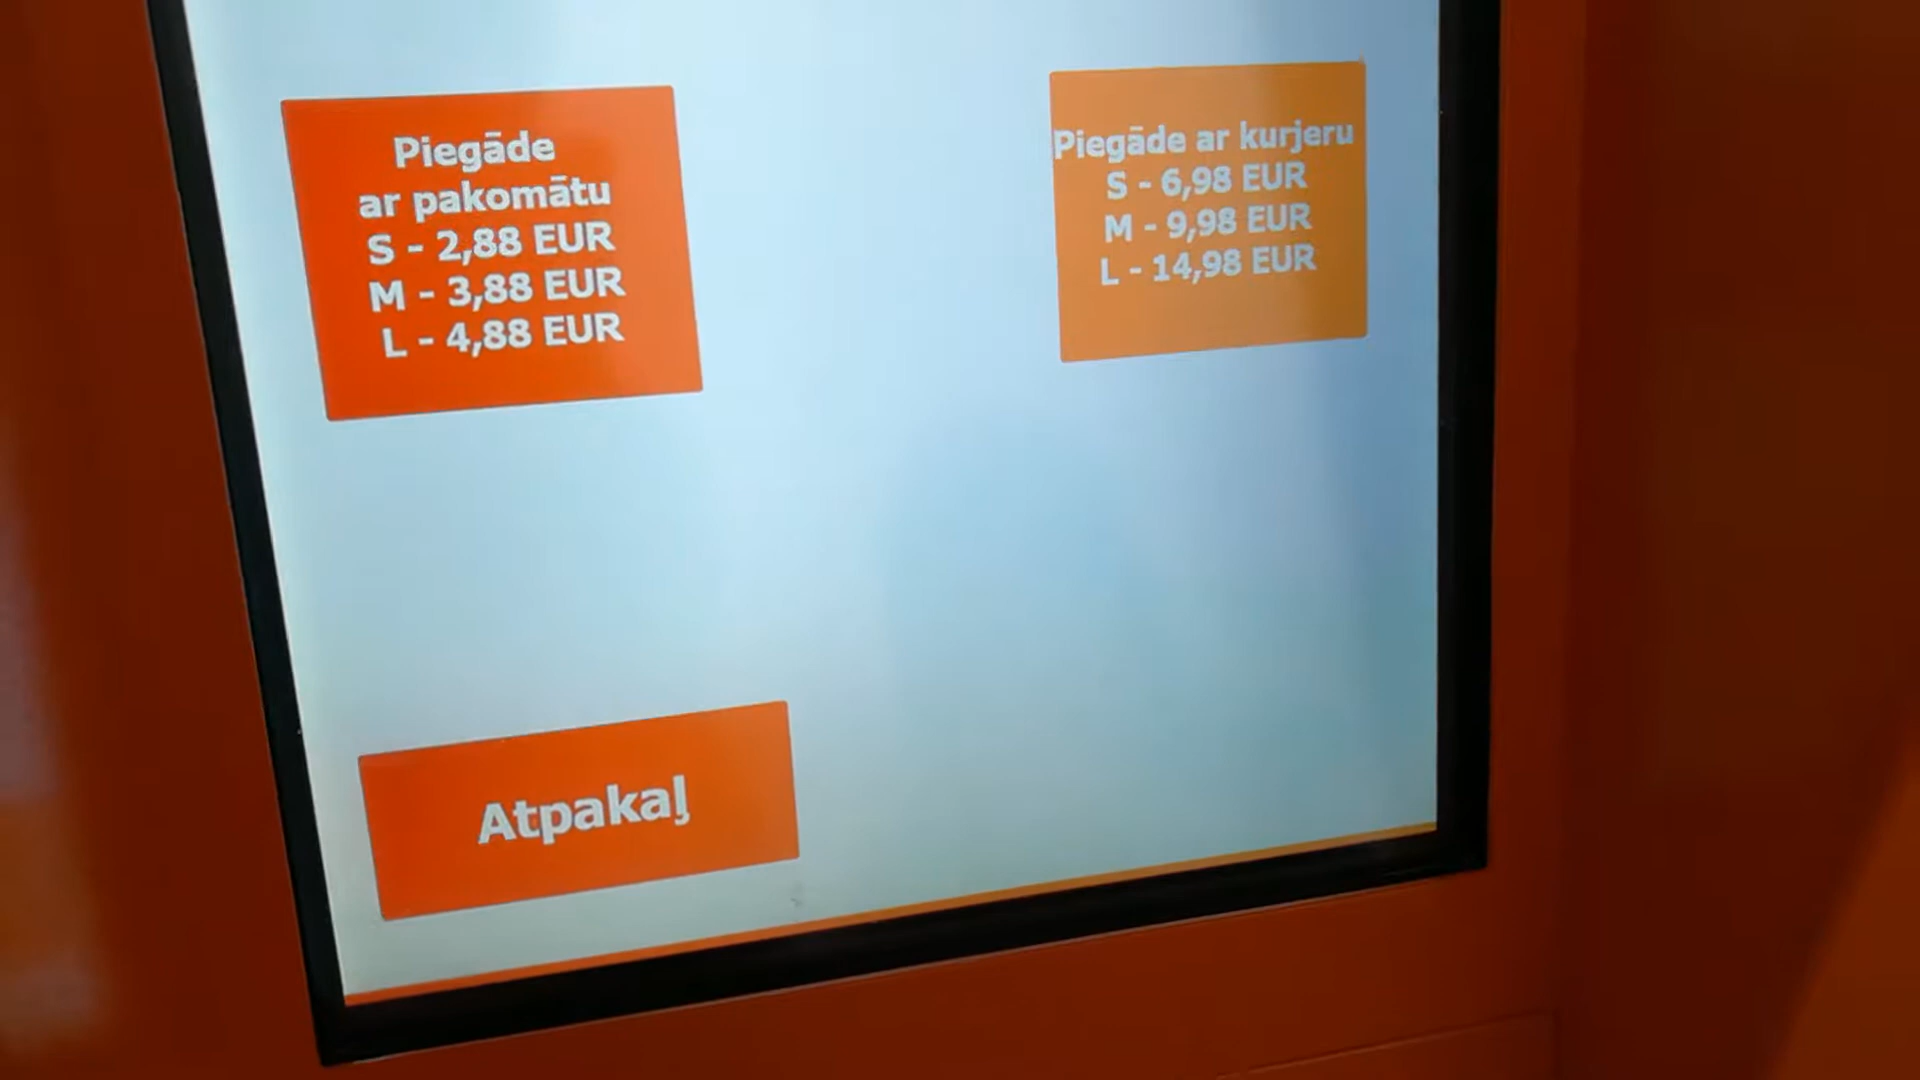 Piegāde
ar pakomātu
S - 2,88 EUR
M - 3,88 EUR
L - 4,88 EUR
Piegāde ar kurjeru
S - 6,98 EUR
M - 9,98 EUR
L - 14,98 EUR
Atpakaļ